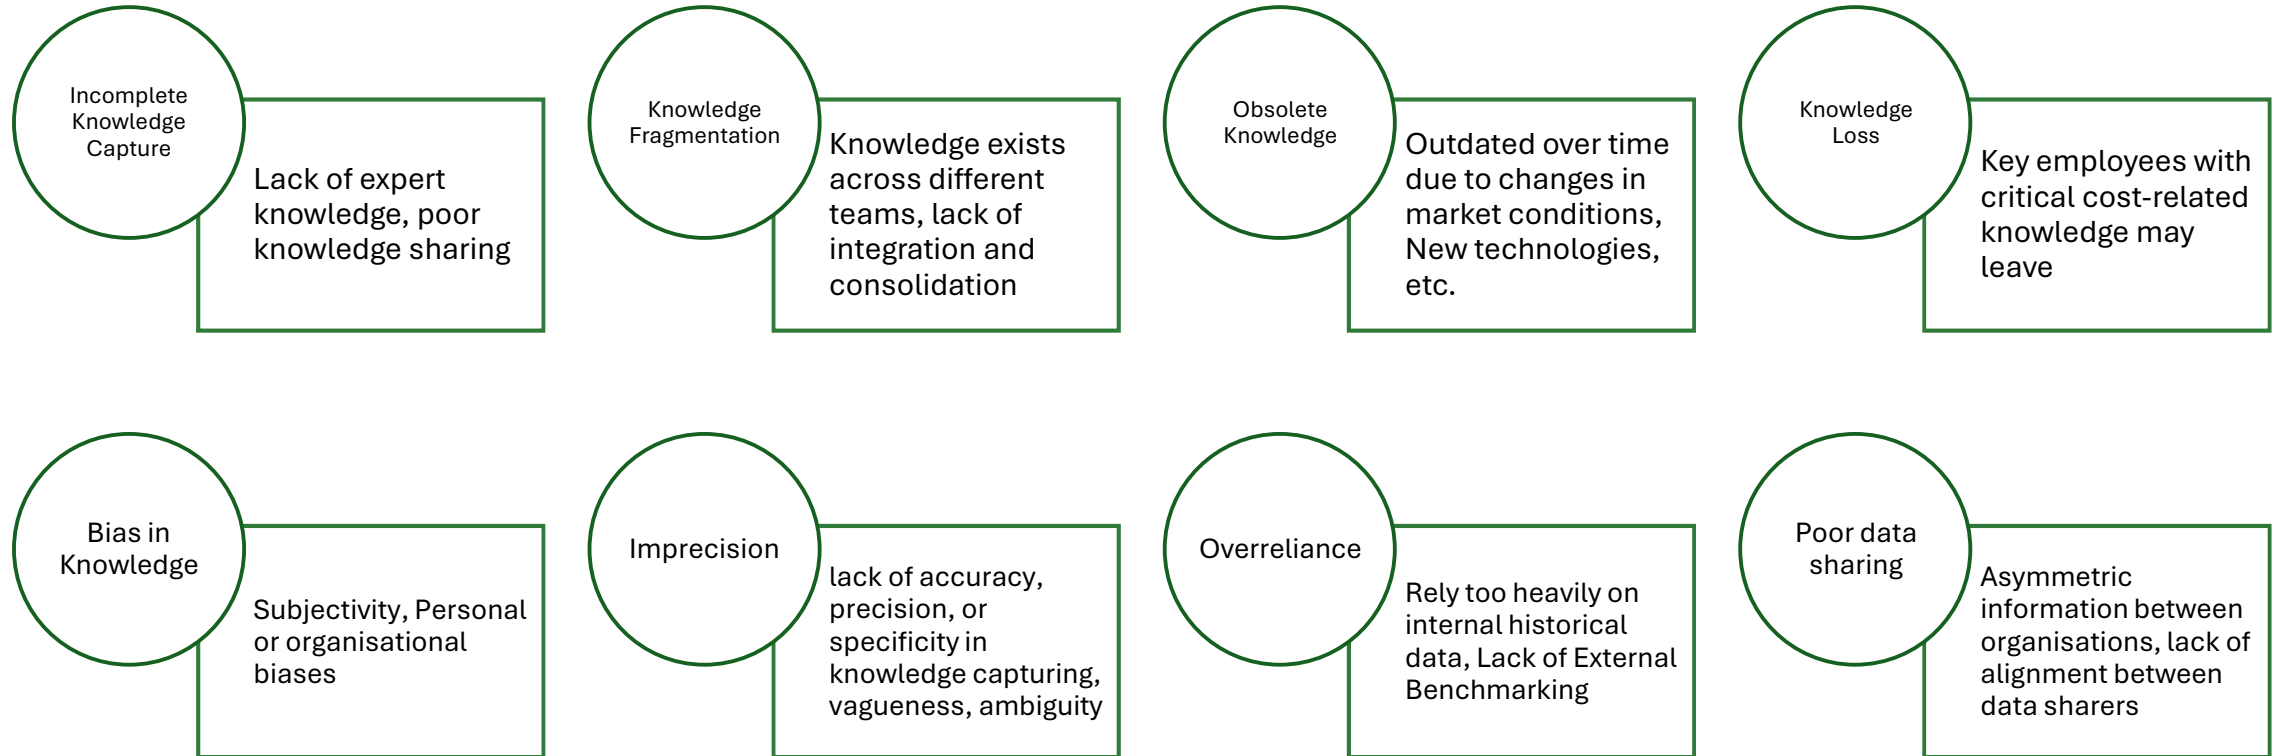 Incomplete
Knowledge
Capture
Lack of expert
knowledge, poor
knowledge sharing
Knowledge
Fragmentation
Knowledge exists
across different
teams, lack of
integration and
consolidation
Obsolete
Knowledge
Outdated over time
due to changes in
market conditions,
New technologies,
etc.
Knowledge
Loss
Key employees with
critical cost-related
knowledge may
leave
Bias in
Knowledge
Subjectivity, Personal
or organisational
biases
Imprecision
lack of accuracy,
precision, or
specificity in
knowledge capturing,
vagueness, ambiguity
Overreliance
Rely too heavily on
internal historical
data, Lack of External
Benchmarking
Poor data
sharing
Asymmetric
information between
organisations, lack of
alignment between
data sharers